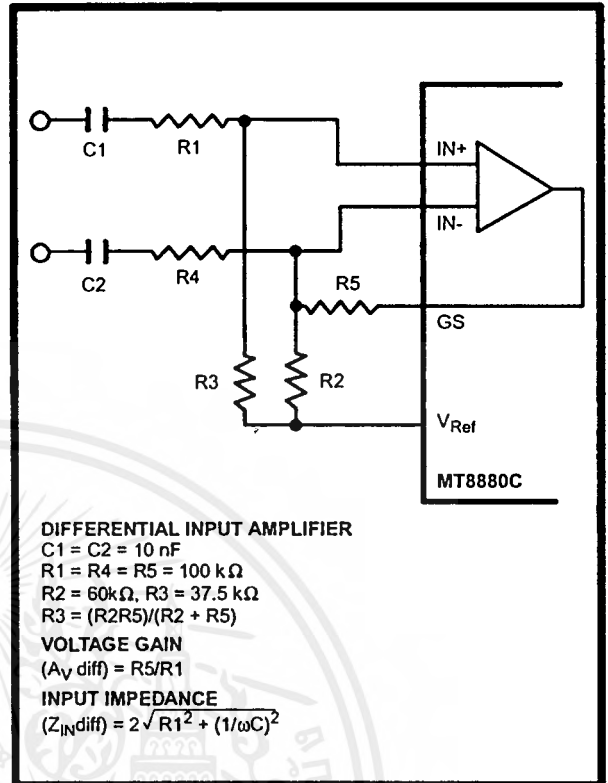 C1
R1
IN+
IN-
C2
R4
R5
GS
R3
R2
VRef
MT8880C
DIFFERENTIAL INPUT AMPLIFIER
C1 = C2 = 10 nF
R1 = R4 = R5 = 100 kΩ
R2 = 60kΩ, R3 = 37.5 kΩ
R3 = (R2R5)/(R2 + R5)
VOLTAGE GAIN
(AV diff) = R5/R1
INPUT IMPEDANCE
(ZINdiff) = 2√R1² + (1/ωC)²